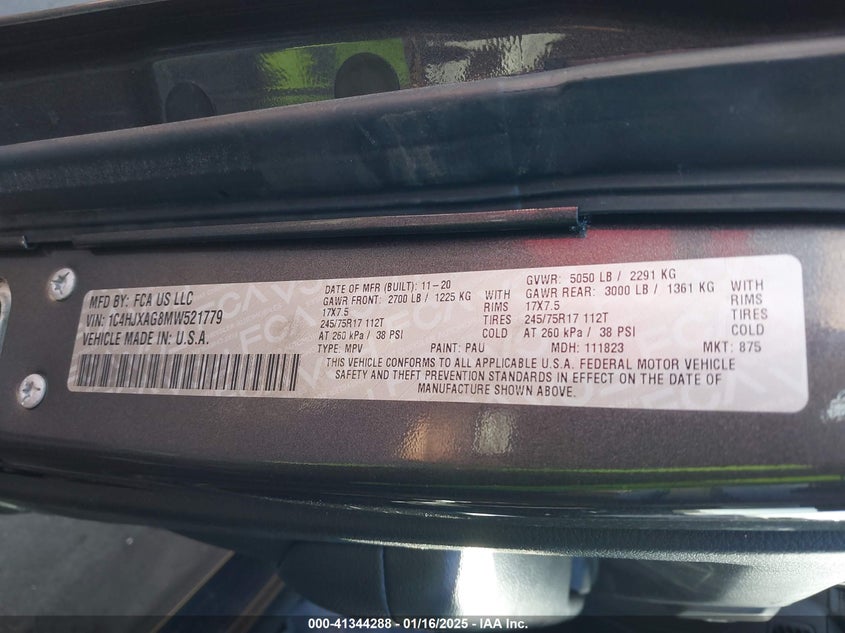 MFD BY: FCA US LLC
VIN: 1C4HJXAG8MW521779
VEHICLE MADE IN: U.S.A.
DATE OF MFR (BUILT): 11-20
GAWR FRONT: 2700 LB / 1225 KG WITH
17X7.5 RIMS
245/75R17 112T TIRES
AT 260 kPa / 38 PSI COLD
GVWR: 5050 LB / 2291 KG
GAWR REAR: 3000 LB / 1361 KG WITH
17X7.5 RIMS
245/75R17 112T TIRES
AT 260 kPa / 38 PSI COLD
TYPE: MPV PAINT: PAU MDH: 111823 MKT: 875
THIS VEHICLE CONFORMS TO ALL APPLICABLE U.S.A. FEDERAL MOTOR VEHICLE
SAFETY AND THEFT PREVENTION STANDARDS IN EFFECT ON THE DATE OF
MANUFACTURE SHOWN ABOVE.
000-41344288 - 01/16/2025 - © IAA Inc.